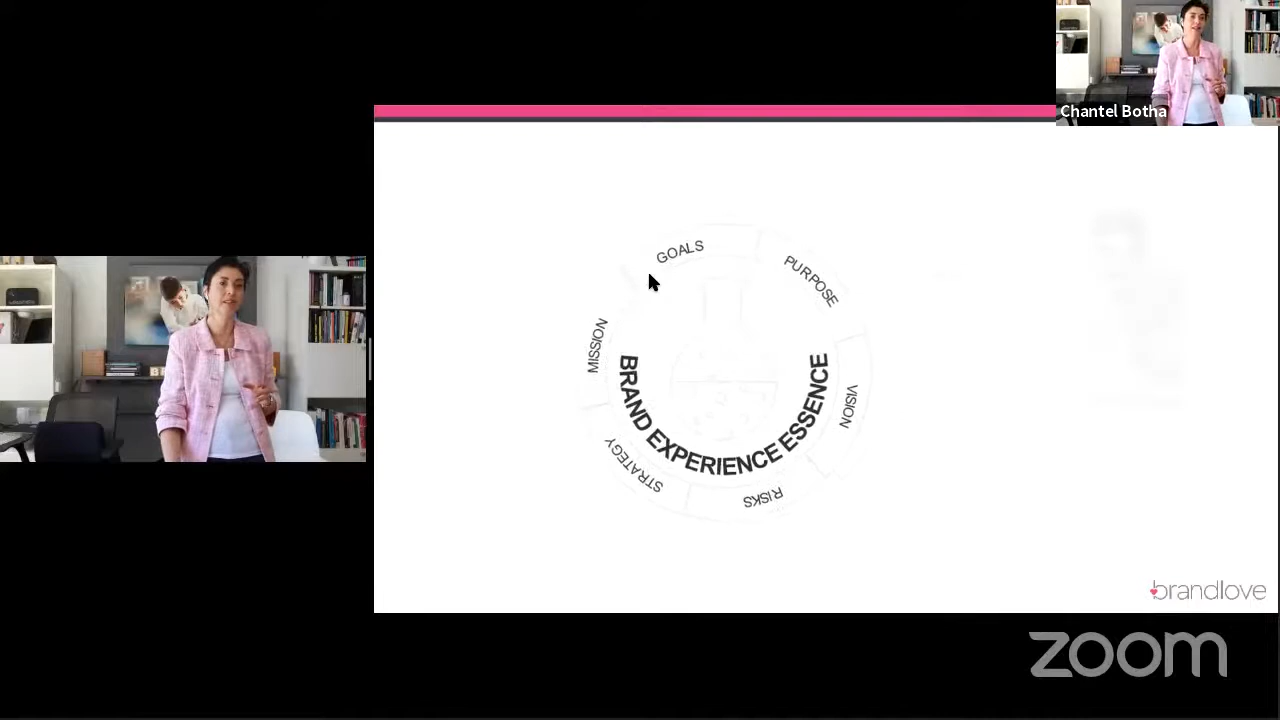 Chantel Botha
GOALS
PURPOSE
MISSION
VISION
BRAND EXPERIENCE ESSENCE
STRATEGY
RISKS
brandlove
zoom